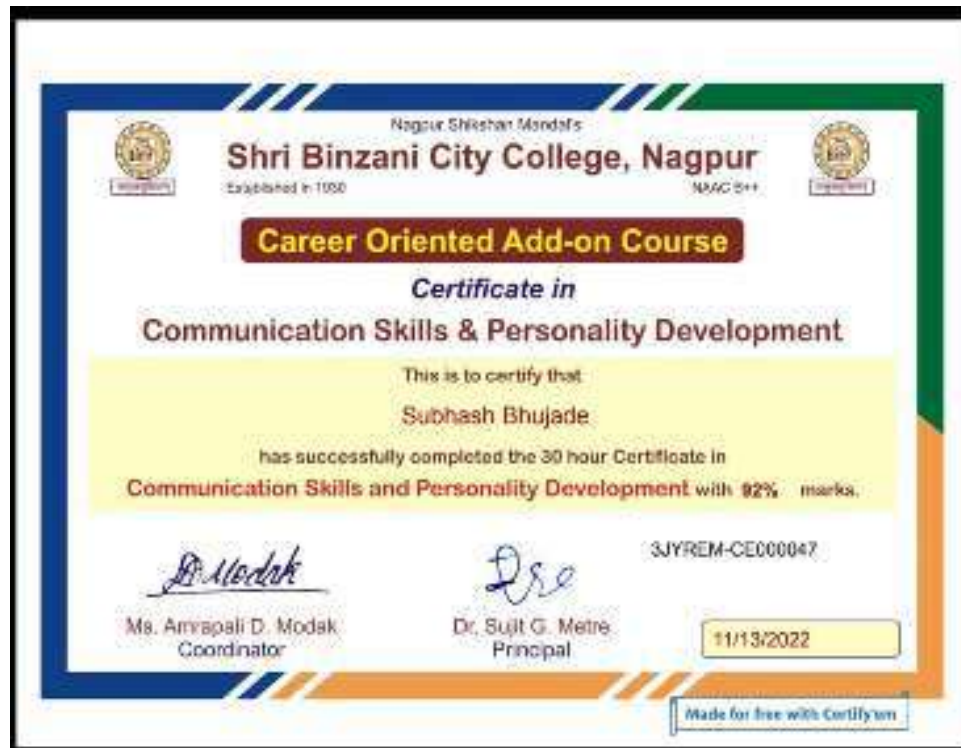 Nagpur Shikshan Mandal's
Shri Binzani City College, Nagpur
Established in 1930
NAAC B++
Career Oriented Add-on Course
Certificate in
Communication Skills & Personality Development
This is to certify that
Subhash Bhujade
has successfully completed the 30 hour Certificate in
Communication Skills and Personality Development with 92% marks.
3JYREM-CE000047
Modak
Ms. Amrapali D. Modak
Coordinator
Dr. Sujit G. Metre
Principal
11/13/2022
Made for free with Certify'em